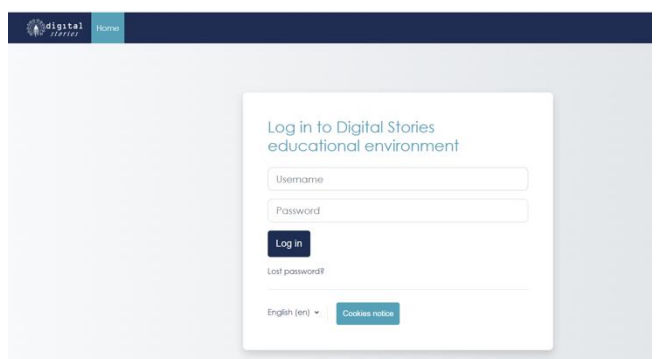 digital
stories
Home
Log in to Digital Stories
educational environment
Username
Password
Log in
Lost password?
English (en)
Cookies notice